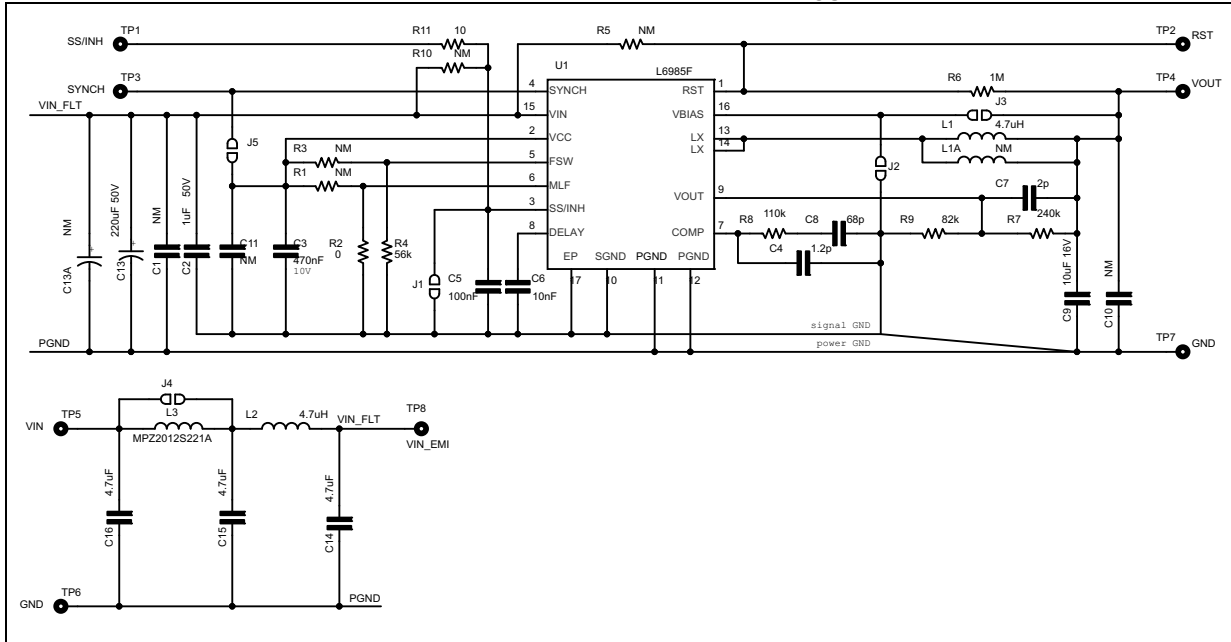 TP1
R11 10
R5 NM
TP2
SS/INH
RST
R10 NM
U1
L6985F
TP3
SYNCH
4 SYNCH
RST 1
R6 1M
TP4
VOUT
VIN_FLT
15 VIN
VBIAS 16
J3
2 VCC
LX 13
LX 14
L1 4.7uH
L1A NM
J5
R3 NM
5 FSW
R1 NM
6 MLF
J2
3 SS/INH
VOUT 9
C7 2p
8 DELAY
COMP 7
R8 110k
C8 68p
R9 82k
R7 240k
C4 1.2p
NM
C13A
220uF 50V
C13
NM
C1
1uF 50V
C2
C11
NM
C3
470nF
10V
R2
0
R4
56k
J1
C5
100nF
C6
10nF
EP SGND PGND PGND
17 10 11 12
10uF 16V
C9
NM
C10
signal GND
power GND
PGND
TP7
GND
J4
TP5
VIN
L3
MPZ2012S221A
L2 4.7uH
VIN_FLT
TP8
VIN_EMI
4.7uF
C16
4.7uF
C15
4.7uF
C14
TP6
GND
PGND